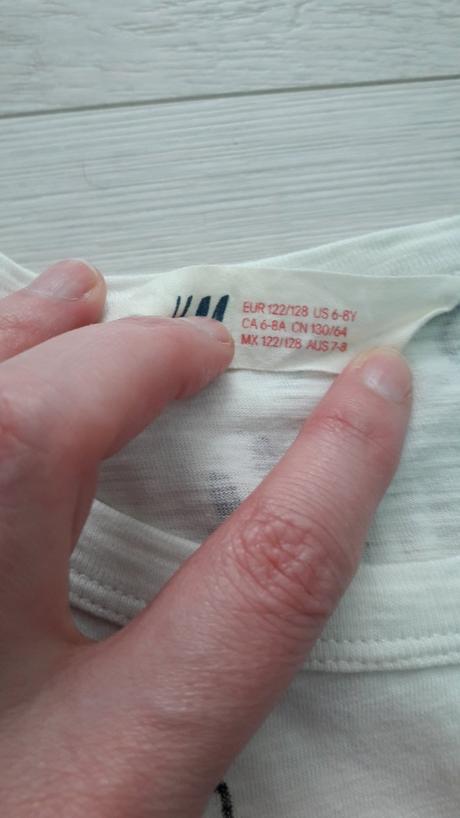 EUR 122/128 US 6-8Y
CA 6-8A CN 130/64
MX 122/128 AUS 7-8